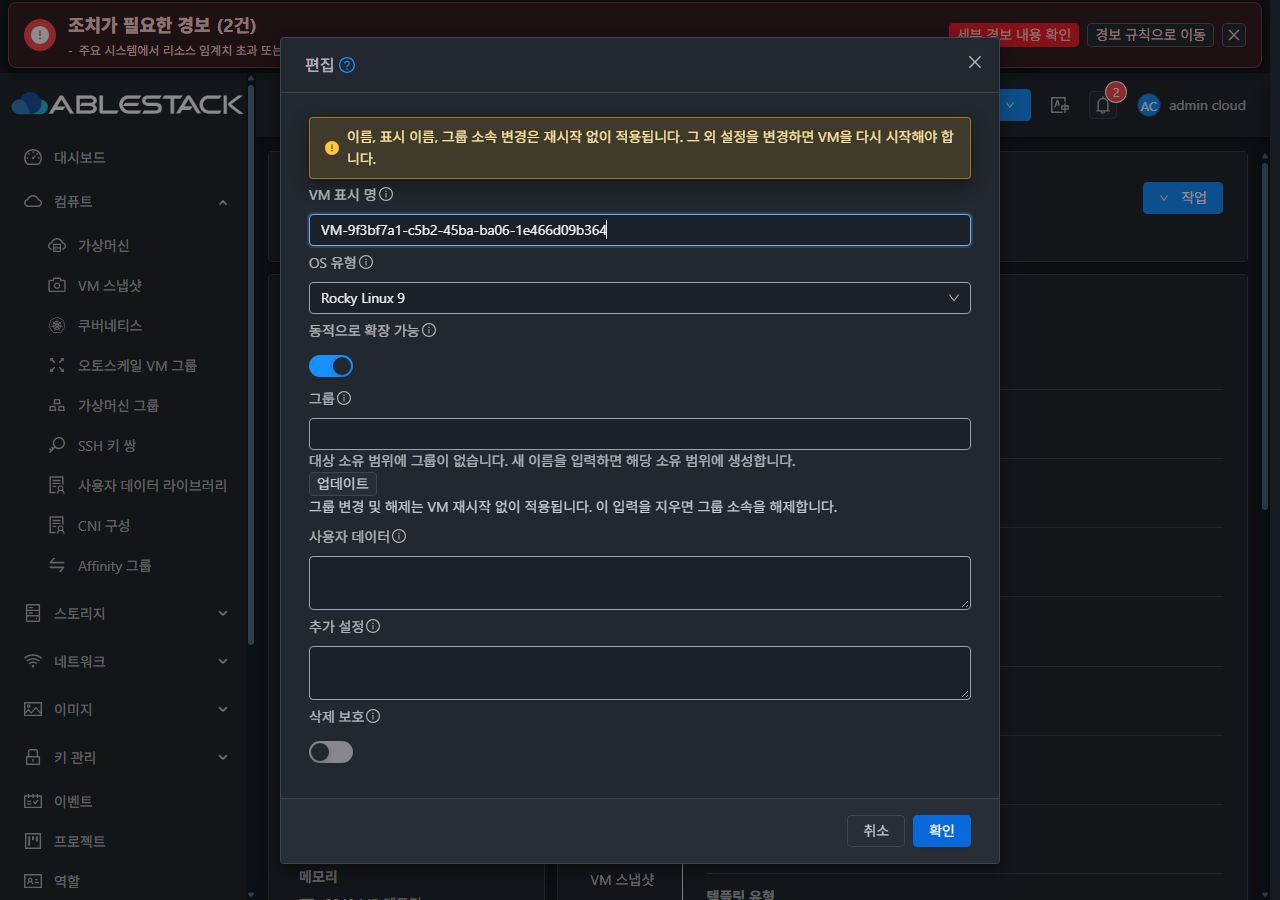 조치가 필요한 경보 (2건)
- 주요 시스템에서 리소스 임계치 초과 또는
세부 경보 내용 확인
경보 규칙으로 이동
ABLESTACK
2
AC
admin cloud
대시보드
컴퓨트
가상머신
VM 스냅샷
쿠버네티스
오토스케일 VM 그룹
가상머신 그룹
SSH 키 쌍
사용자 데이터 라이브러리
CNI 구성
Affinity 그룹
스토리지
네트워크
이미지
키 관리
이벤트
프로젝트
역할
작업
편집
이름, 표시 이름, 그룹 소속 변경은 재시작 없이 적용됩니다. 그 외 설정을 변경하면 VM을 다시 시작해야 합
니다.
VM 표시 명
VM-9f3bf7a1-c5b2-45ba-ba06-1e466d09b364
OS 유형
Rocky Linux 9
동적으로 확장 가능
그룹
대상 소유 범위에 그룹이 없습니다. 새 이름을 입력하면 해당 소유 범위에 생성합니다.
업데이트
그룹 변경 및 해제는 VM 재시작 없이 적용됩니다. 이 입력을 지우면 그룹 소속을 해제합니다.
사용자 데이터
추가 설정
삭제 보호
취소
확인
메모리
VM 스냅샷
템플릿 유형